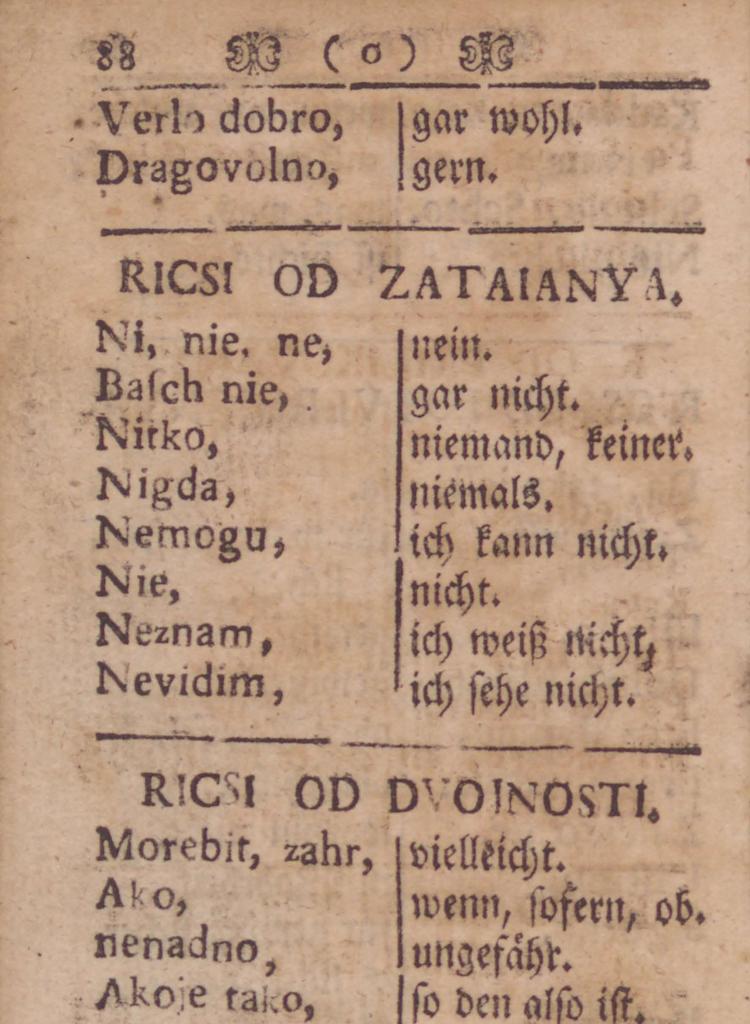 88 ( o )
Verlo dobro, gar wohl.
Dragovolno, gern.
RICSI OD ZATAIANYA.
Ni, nie, ne, nein.
Baſch nie, gar nicht.
Nitko, niemand, keiner.
Nigda, niemals.
Nemogu, ich kann nicht.
Nie, nicht.
Neznam, ich weiß nicht,
Nevidim, ich ſehe nicht.
RICSI OD DVOINOSTI.
Morebit, zahr, vielleicht.
Ako, wenn, ſofern, ob.
nenadno, ungefähr.
Akoje tako, ſo den alſo iſt.